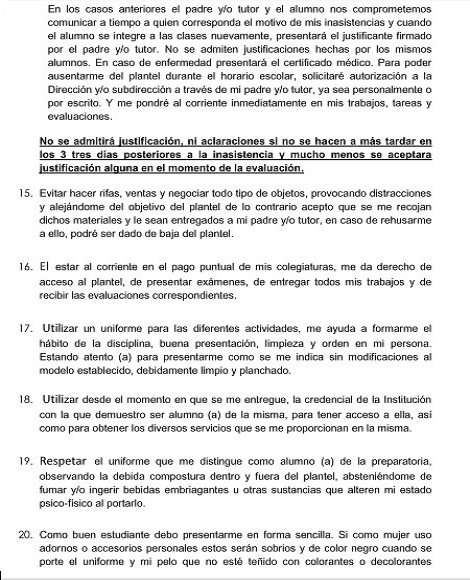 En los casos anteriores el padre y/o tutor y el alumno nos comprometemos
comunicar a tiempo a quien corresponda el motivo de mis inasistencias y cuando
el alumno se integre a las clases nuevamente, presentará el justificante firmado
por el padre y/o tutor. No se admiten justificaciones hechas por los mismos
alumnos. En caso de enfermedad presentará el certificado médico. Para poder
ausentarme del plantel durante el horario escolar, solicitaré autorización a la
Dirección y/o subdirección a través de mi padre y/o tutor, ya sea personalmente o
por escrito. Y me pondré al corriente inmediatamente en mis trabajos, tareas y
evaluaciones.
No se admitirá justificación, ni aclaraciones si no se hacen a más tardar en
los 3 tres días posteriores a la inasistencia y mucho menos se aceptara
justificación alguna en el momento de la evaluación.
15. Evitar hacer rifas, ventas y negociar todo tipo de objetos, provocando distracciones
y alejándome del objetivo del plantel de lo contrario acepto que se me recojan
dichos materiales y le sean entregados a mi padre y/o tutor, en caso de rehusarme
a ello, podré ser dado de baja del plantel.
16. El estar al corriente en el pago puntual de mis colegiaturas, me da derecho de
acceso al plantel, de presentar exámenes, de entregar todos mis trabajos y de
recibir las evaluaciones correspondientes.
17. Utilizar un uniforme para las diferentes actividades, me ayuda a formarme el
hábito de la disciplina, buena presentación, limpieza y orden en mi persona.
Estando atento (a) para presentarme como se me indica sin modificaciones al
modelo establecido, debidamente limpio y planchado.
18. Utilizar desde el momento en que se me entregue, la credencial de la Institución
con la que demuestro ser alumno (a) de la misma, para tener acceso a ella, así
como para obtener los diversos servicios que se me proporcionan en la misma.
19. Respetar el uniforme que me distingue como alumno (a) de la preparatoria,
observando la debida compostura dentro y fuera del plantel, absteniéndome de
fumar y/o ingerir bebidas embriagantes u otras sustancias que alteren mi estado
psico-físico al portarlo.
20. Como buen estudiante debo presentarme en forma sencilla. Si como mujer uso
adornos o accesorios personales estos serán sobrios y de color negro cuando se
porte el uniforme y mi pelo que no esté teñido con colorantes o decolorantes